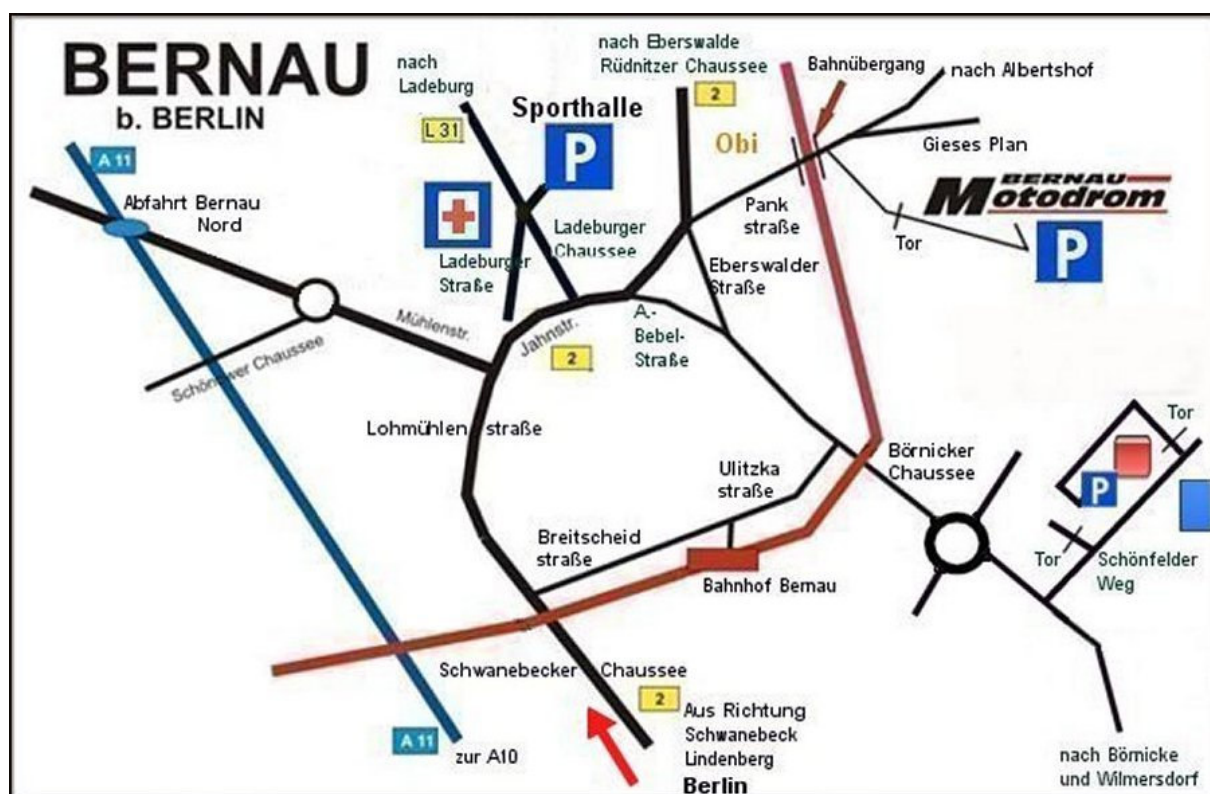 BERNAU
b. BERLIN
nach
Ladeburg
L 31
Sporthalle
P
nach Eberswalde
Rüdnitzer Chaussee
2
Obi
Bahnübergang
nach Albertshof
Gieses Plan
BERNAU
Motodrom
P
Tor
Pank
straße
A 11
Abfahrt Bernau
Nord
Ladeburger
Straße
Ladeburger
Chaussee
Eberswalder
Straße
A.-
Bebel-
Straße
Mühlenstr.
Jahnstr.
2
Schönower Chaussee
Lohmühlen straße
Ulitzka
straße
Börnicker
Chaussee
Tor
P
Tor
Schönfelder
Weg
Breitscheid
straße
Bahnhof Bernau
Schwanebecker Chaussee
2
Aus Richtung
Schwanebeck
Lindenberg
Berlin
A 11
zur A10
nach Börnicke
und Wilmersdorf